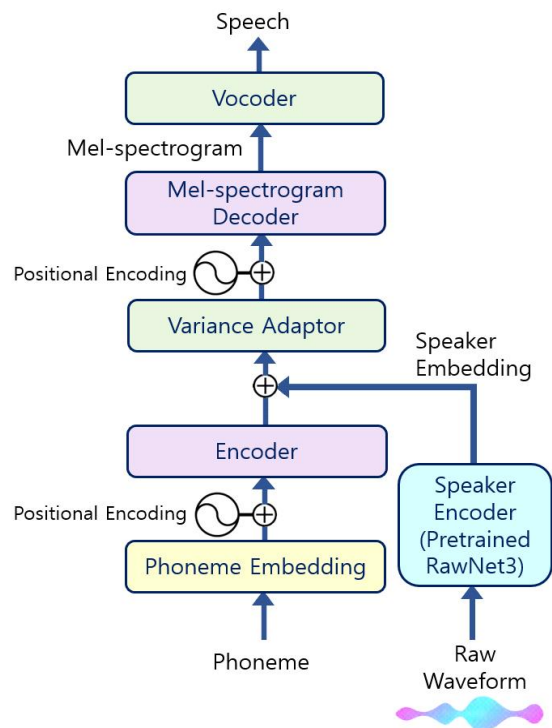 Speech
Vocoder
Mel-spectrogram
Mel-spectrogram
Decoder
Positional Encoding
Variance Adaptor
Speaker
Embedding
Encoder
Positional Encoding
Speaker
Encoder
(Pretrained
RawNet3)
Phoneme Embedding
Phoneme
Raw
Waveform